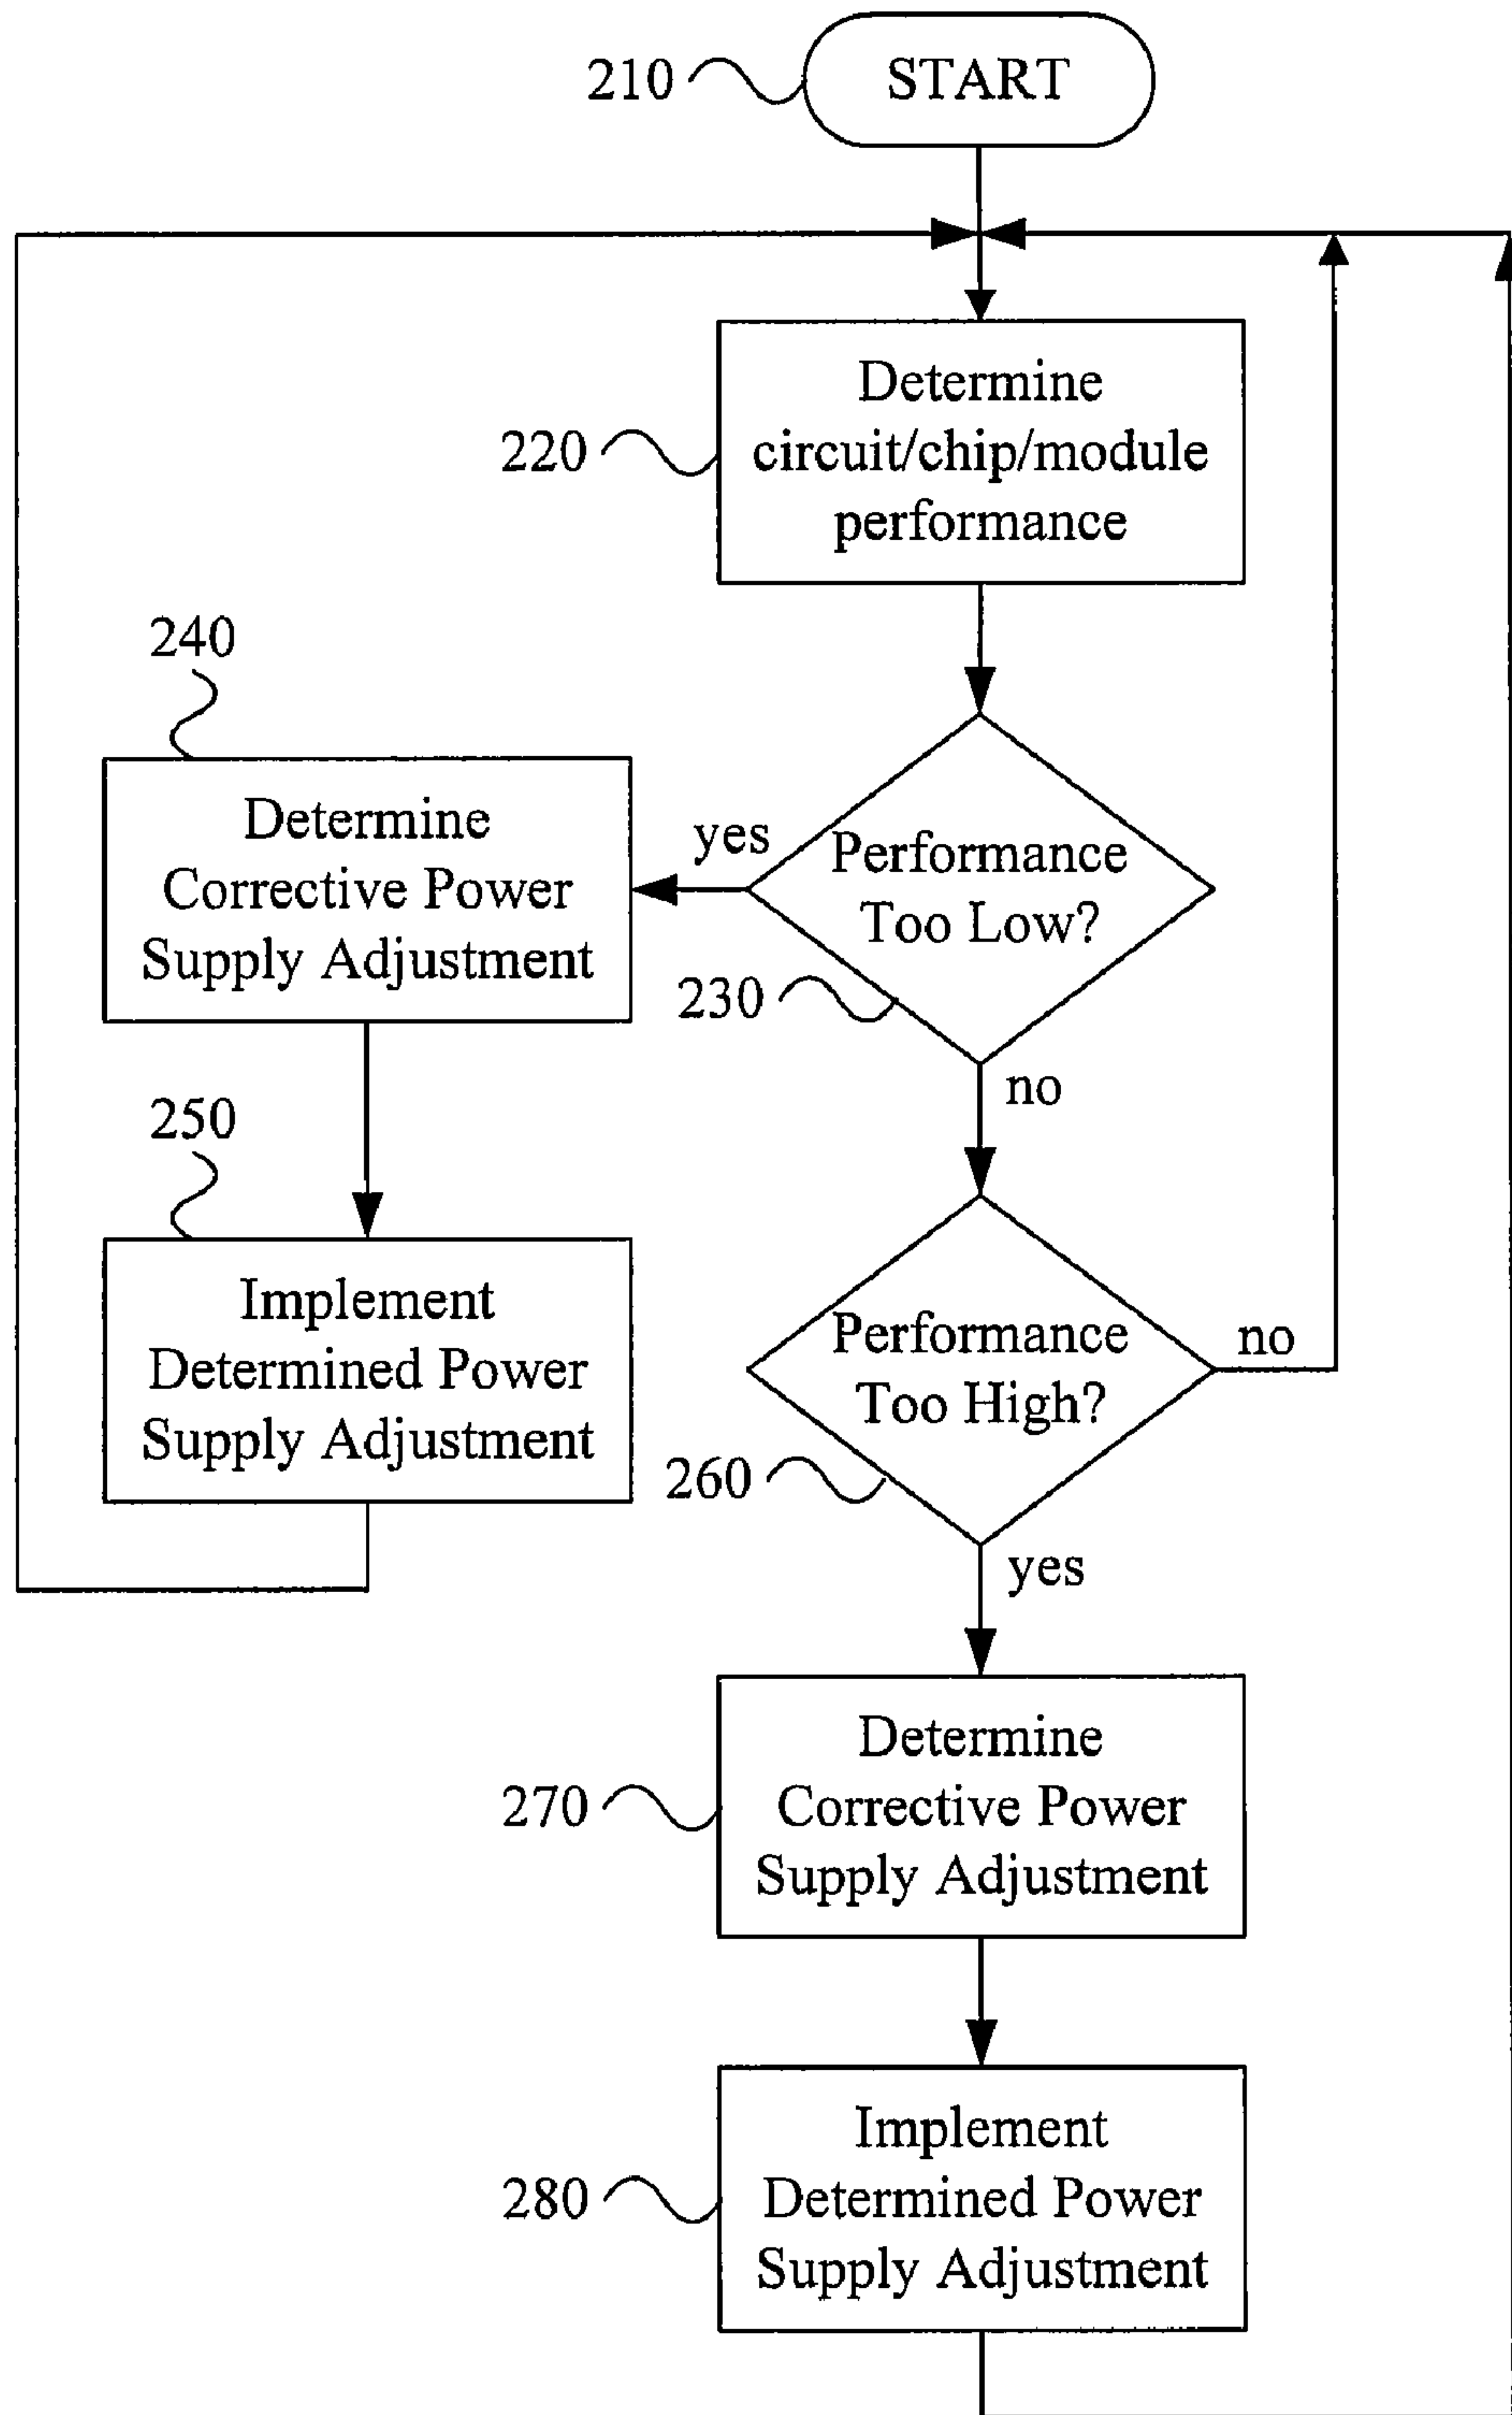 210
START
220
Determine
circuit/chip/module
performance
240
Determine
Corrective Power
Supply Adjustment
yes
Performance
Too Low?
230
no
250
Implement
Determined Power
Supply Adjustment
Performance
Too High?
no
260
yes
270
Determine
Corrective Power
Supply Adjustment
280
Implement
Determined Power
Supply Adjustment